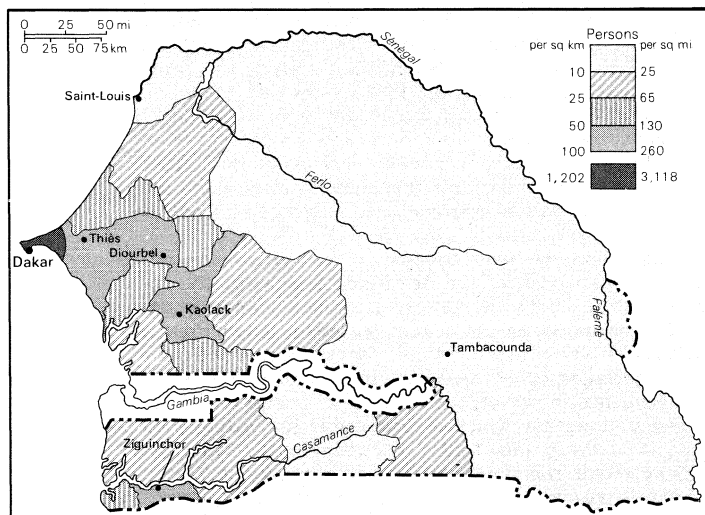 0 25 50 mi
0 25 50 75 km
Persons
per sq km per sq mi
10 25
25 65
50 130
100 260
1,202 3,118
Sénégal
Saint-Louis
Ferlo
Thiès
Diourbel
Dakar
Kaolack
Falémé
Tambacounda
Gambia
Casamance
Ziguinchor